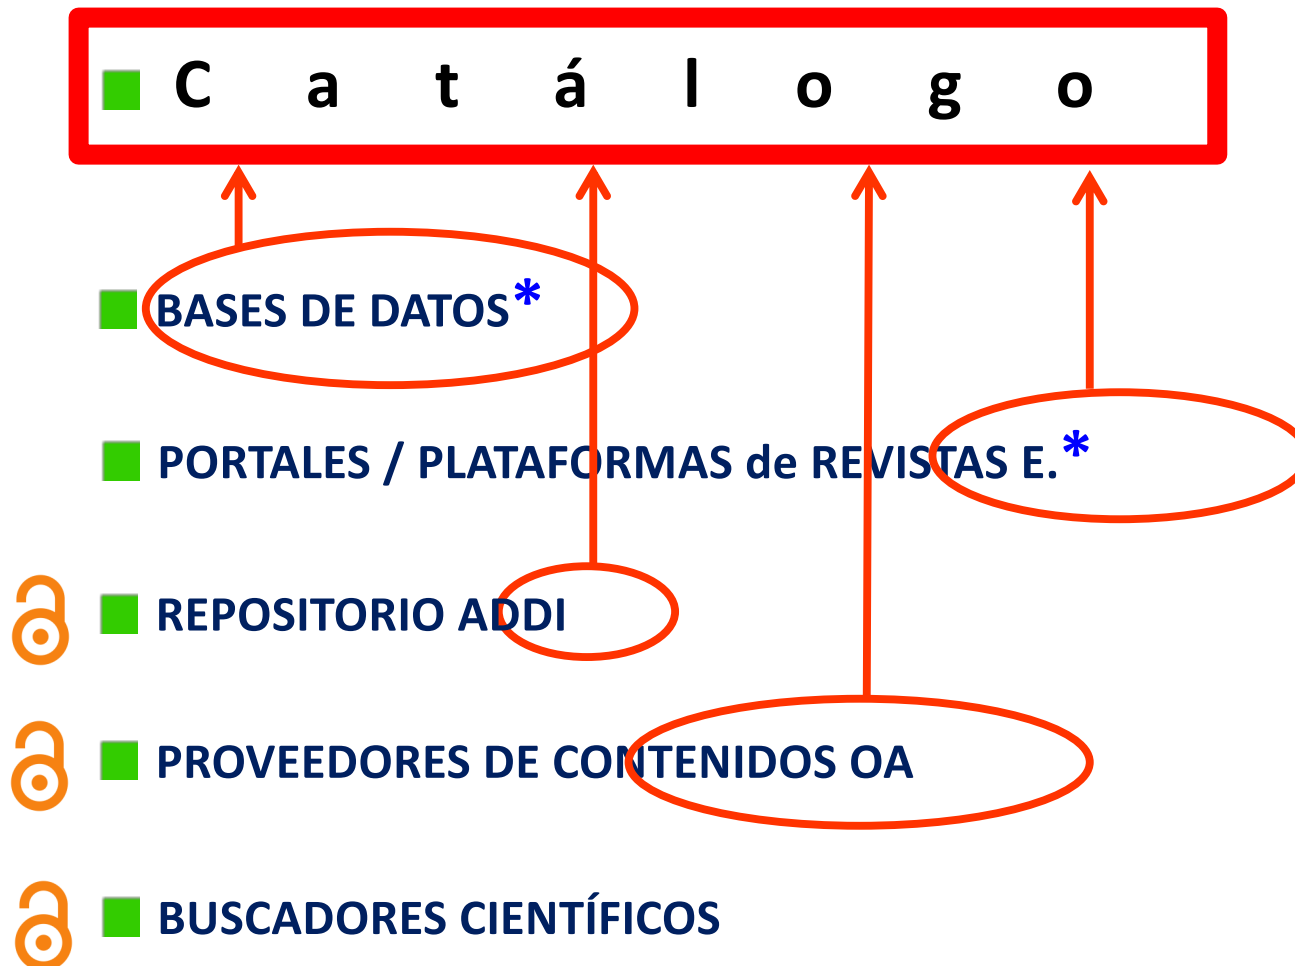 C a t á l o g o
BASES DE DATOS*
PORTALES / PLATAFORMAS de REVISTAS E.*
REPOSITORIO ADDI
PROVEEDORES DE CONTENIDOS OA
BUSCADORES CIENTÍFICOS